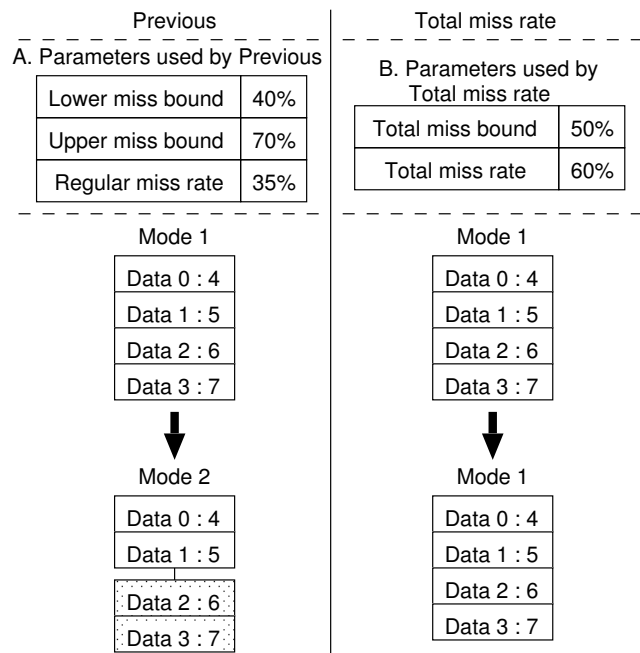 Previous
A. Parameters used by Previous
Lower miss bound 40%
Upper miss bound 70%
Regular miss rate 35%
Mode 1
Data 0 : 4
Data 1 : 5
Data 2 : 6
Data 3 : 7
Mode 2
Data 0 : 4
Data 1 : 5
Data 2 : 6
Data 3 : 7
Total miss rate
B. Parameters used by
Total miss rate
Total miss bound 50%
Total miss rate 60%
Mode 1
Data 0 : 4
Data 1 : 5
Data 2 : 6
Data 3 : 7
Mode 1
Data 0 : 4
Data 1 : 5
Data 2 : 6
Data 3 : 7